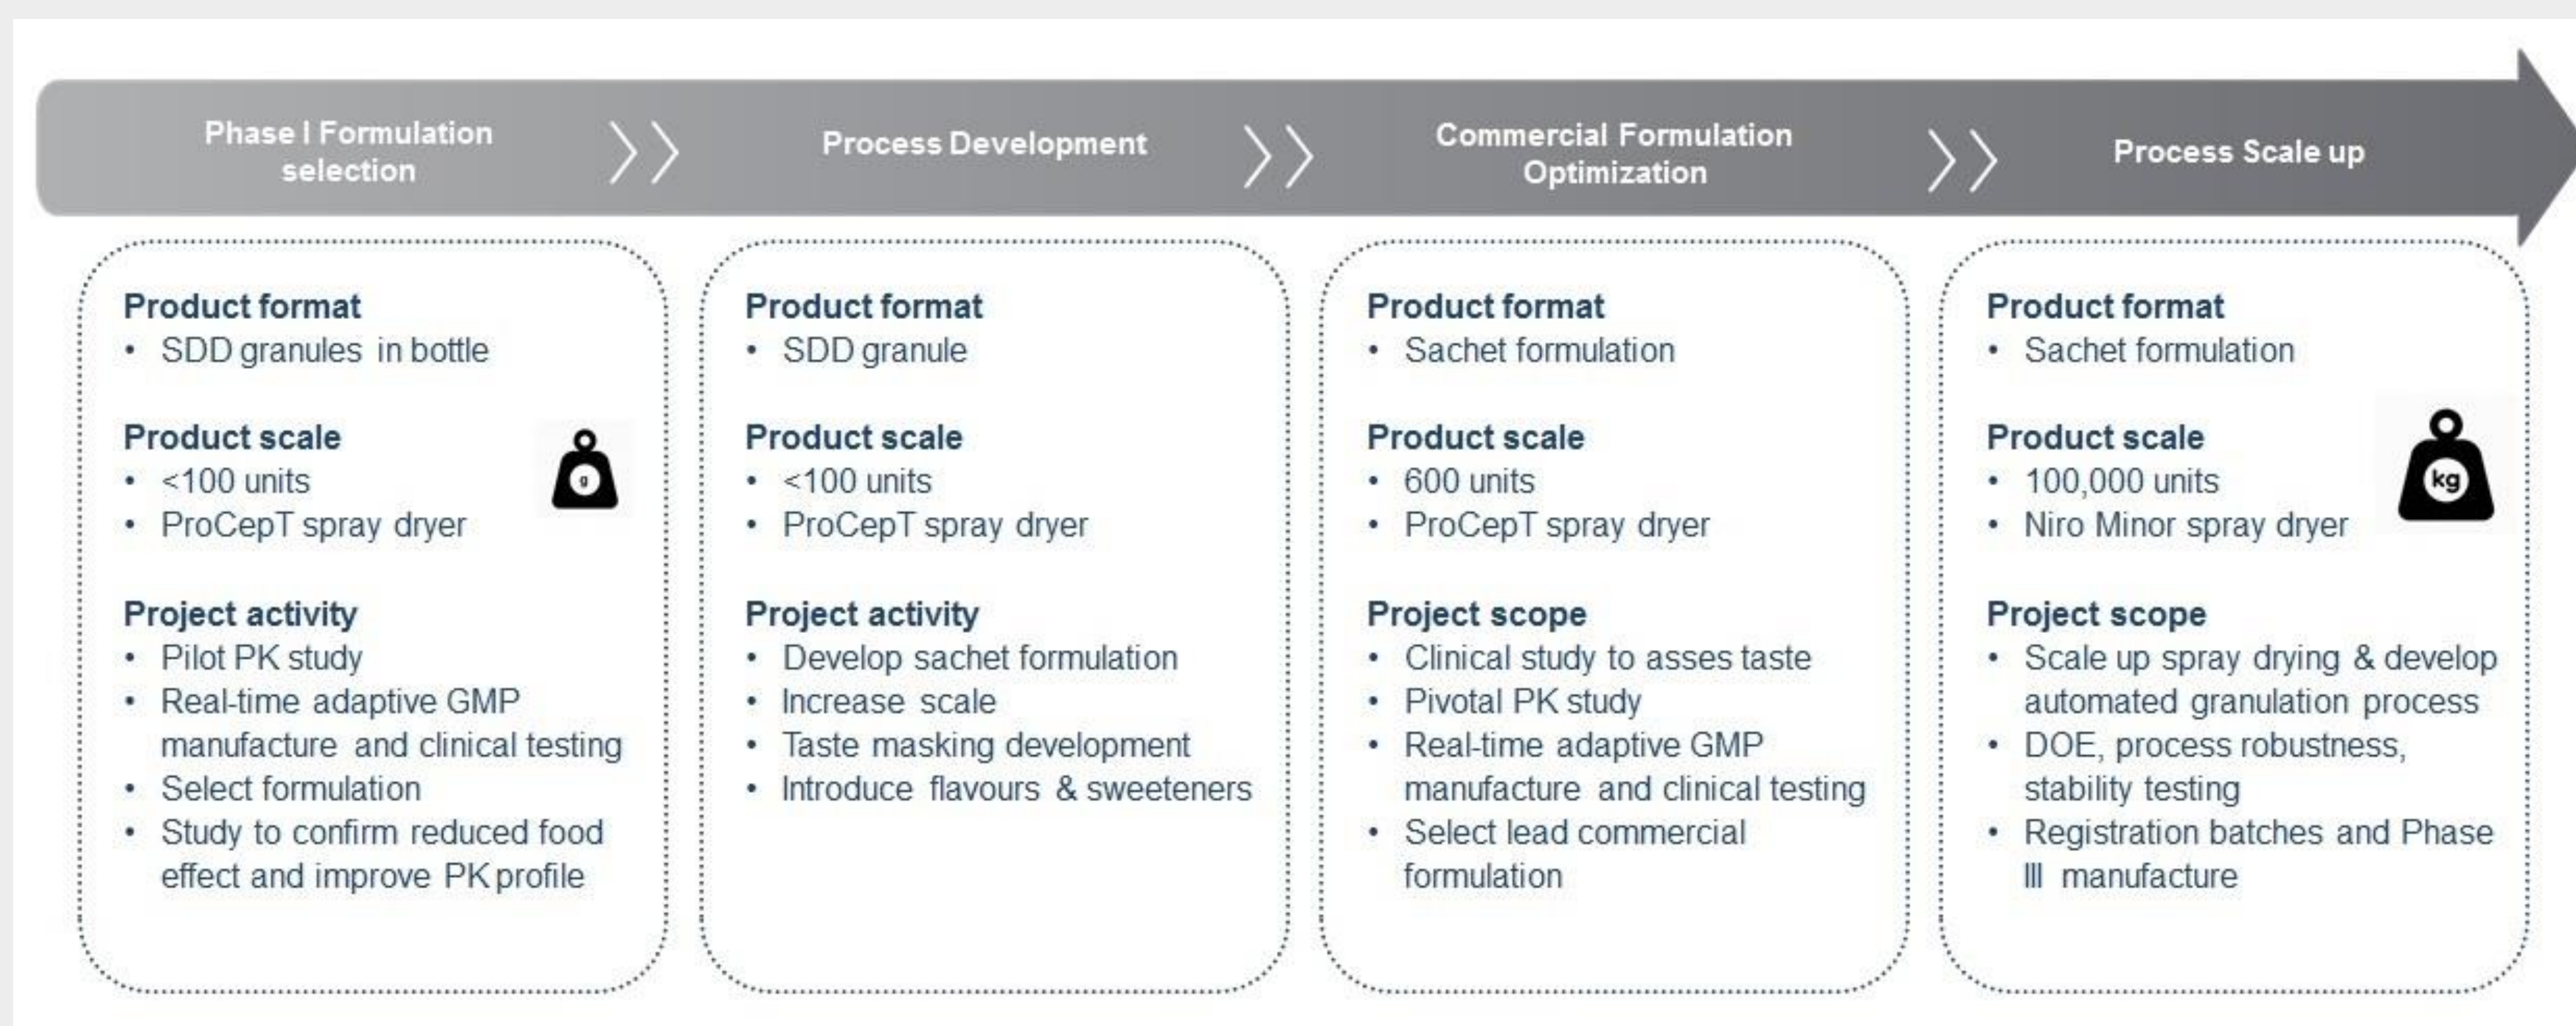 Phase I Formulation
selection
Process Development
Commercial Formulation
Optimization
Process Scale up
Product format
• SDD granules in bottle
Product scale
• <100 units
• ProCepT spray dryer
g
Project activity
• Pilot PK study
• Real-time adaptive GMP
manufacture and clinical testing
• Select formulation
• Study to confirm reduced food
effect and improve PK profile
Product format
• SDD granule
Product scale
• <100 units
• ProCepT spray dryer
Project activity
• Develop sachet formulation
• Increase scale
• Taste masking development
• Introduce flavours & sweeteners
Product format
• Sachet formulation
Product scale
• 600 units
• ProCepT spray dryer
Project scope
• Clinical study to asses taste
• Pivotal PK study
• Real-time adaptive GMP
manufacture and clinical testing
• Select lead commercial
formulation
Product format
• Sachet formulation
Product scale
• 100,000 units
• Niro Minor spray dryer
kg
Project scope
• Scale up spray drying & develop
automated granulation process
• DOE, process robustness,
stability testing
• Registration batches and Phase
III manufacture